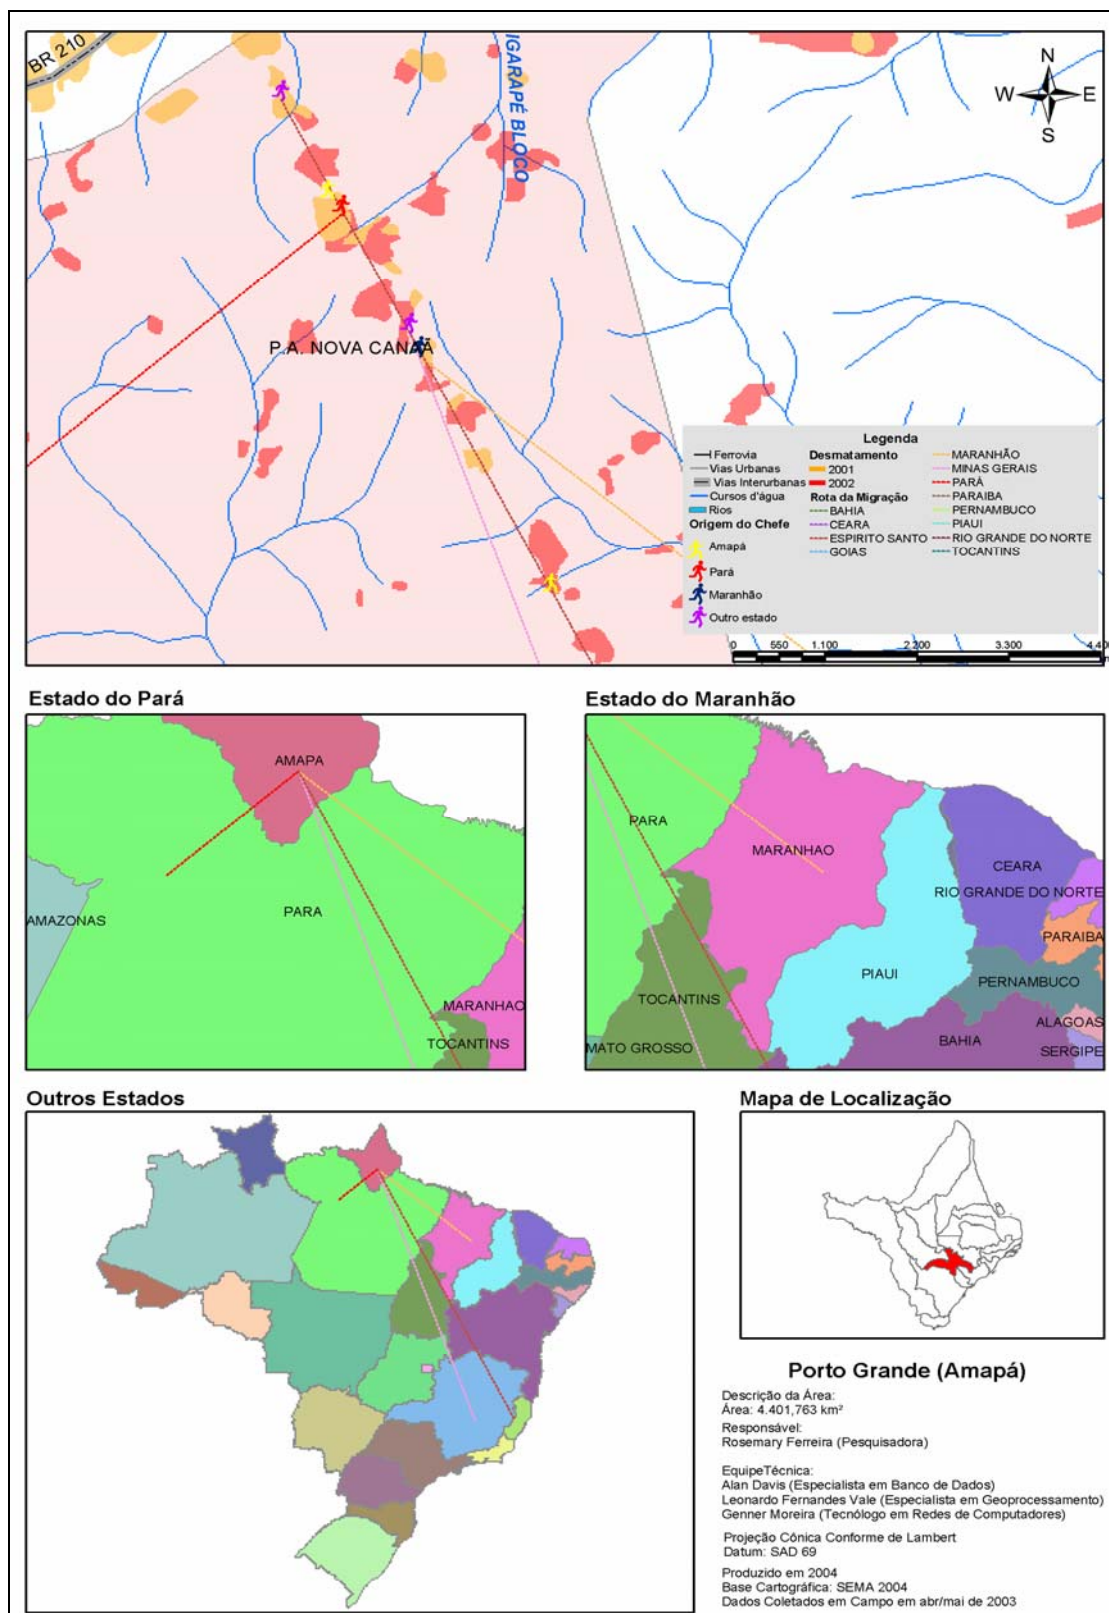 BR 210
IGARAPÉ BLOCO
N
W
E
S
P.A. NOVA CANAÃ
Legenda
Ferrovia
Vias Urbanas
Vias Interurbanas
Cursos d'água
Rios
Origem do Chefe
Amapá
Pará
Maranhão
Outro estado
Desmatamento
2001
2002
Rota da Migração
BAHIA
CEARA
ESPIRITO SANTO
GOIAS
MARANHÃO
MINAS GERAIS
PARÁ
PARAIBA
PERNAMBUCO
PIAUI
RIO GRANDE DO NORTE
TOCANTINS
0 550 1.100 2.200 3.300
Estado do Pará
AMAPA
PARA
AMAZONAS
MARANHAO
TOCANTINS
Estado do Maranhão
PARA
MARANHAO
CEARA
RIO GRANDE DO NORTE
PARAIBA
PIAUI
PERNAMBUCO
TOCANTINS
ALAGOAS
BAHIA
MATO GROSSO
SERGIPE
Outros Estados
Mapa de Localização
Porto Grande (Amapá)
Descrição da Área:
Área: 4.401,763 km²
Responsável:
Rosemary Ferreira (Pesquisadora)
EquipeTécnica:
Alan Davis (Especialista em Banco de Dados)
Leonardo Fernandes Vale (Especialista em Geoprocessamento)
Genner Moreira (Tecnólogo em Redes de Computadores)
Projeção Cônica Conforme de Lambert
Datum: SAD 69
Produzido em 2004
Base Cartográfica: SEMA 2004
Dados Coletados em Campo em abr/mai de 2003